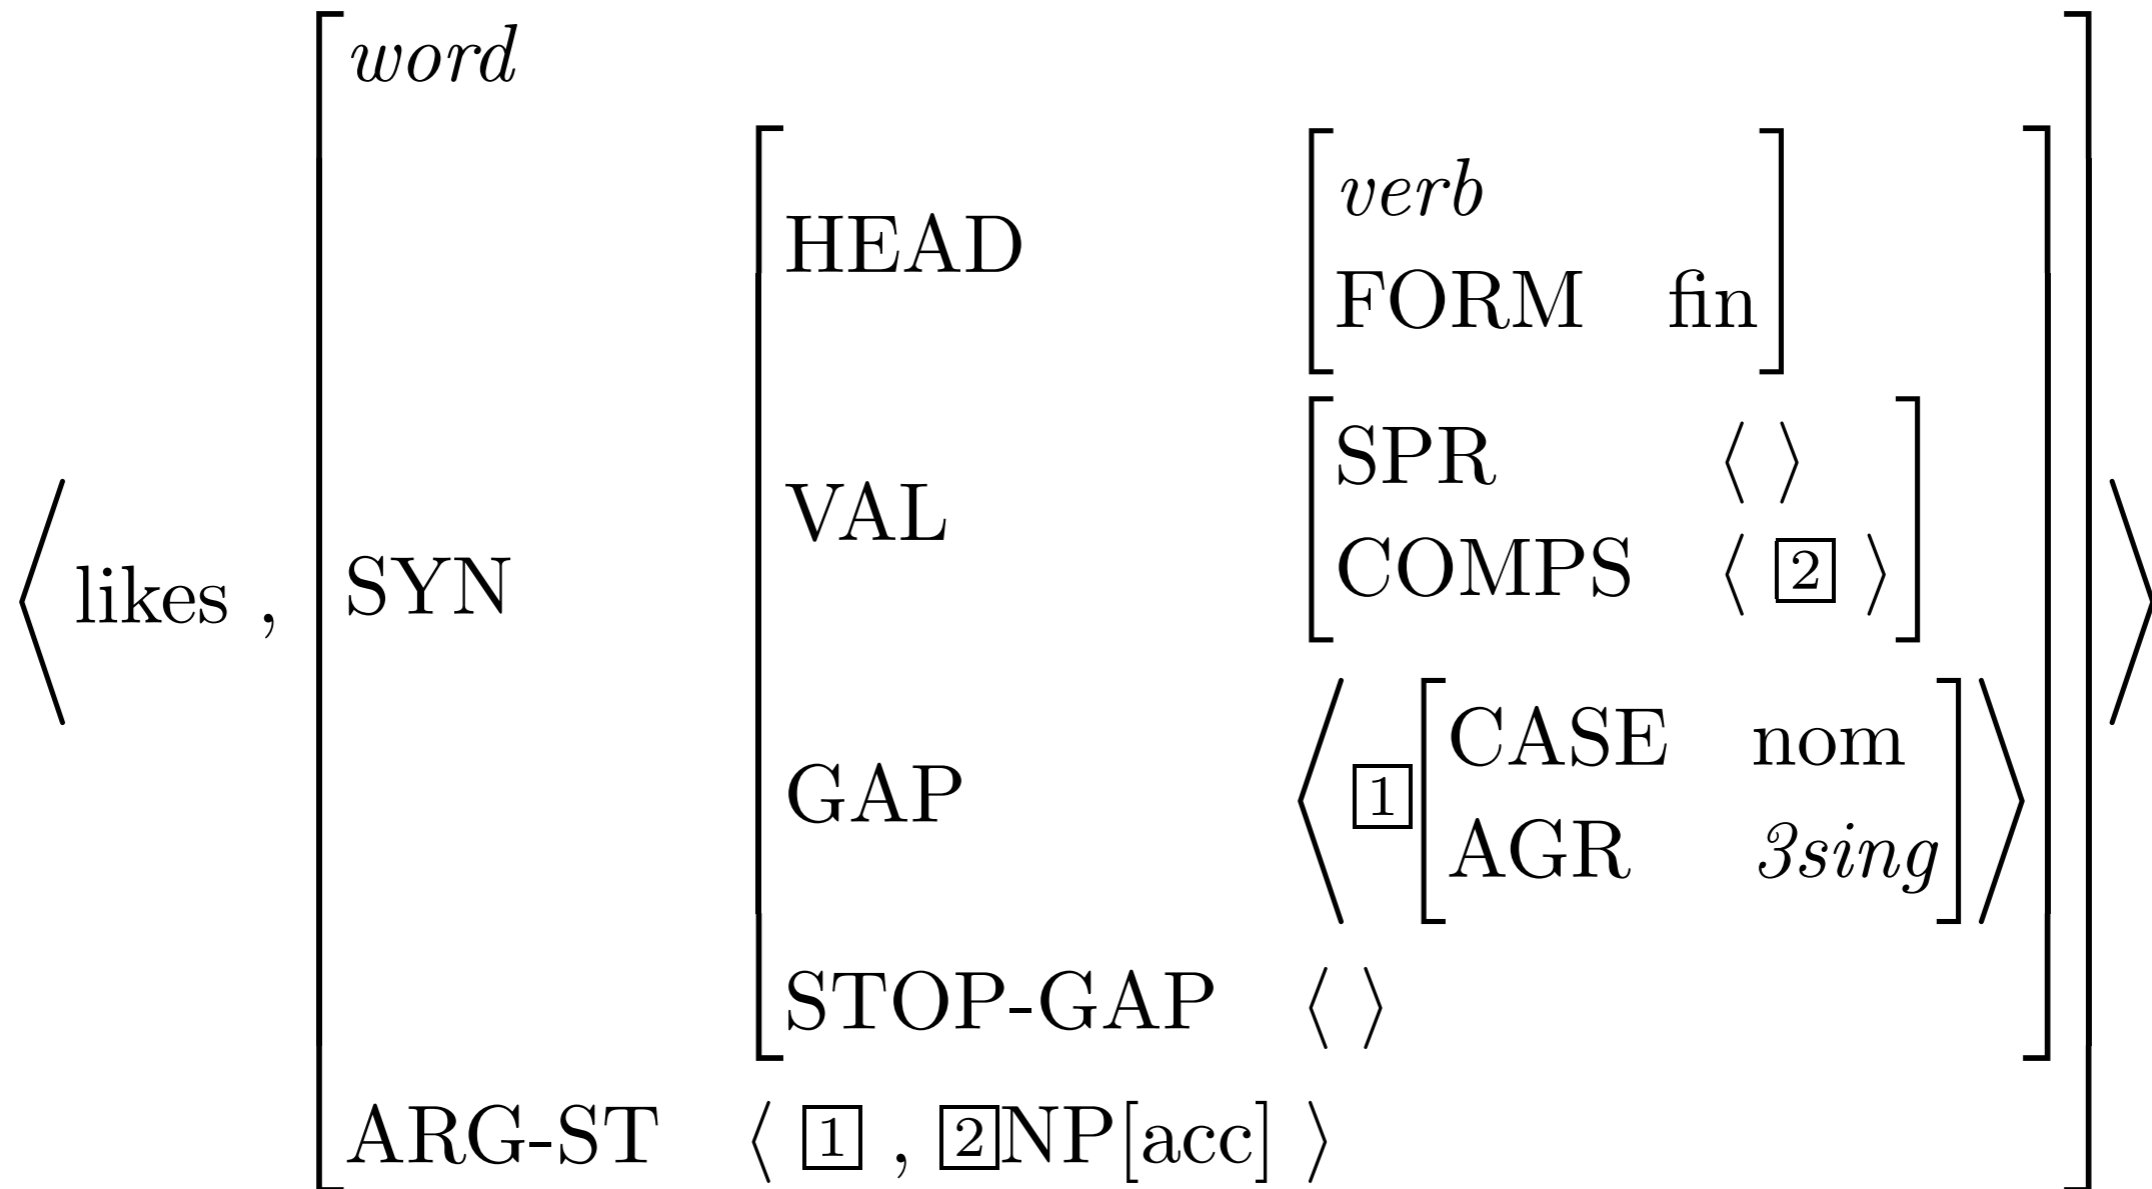 word
HEAD verb
FORM fin
VAL SPR ⟨ ⟩
COMPS ⟨ 2 ⟩
⟨ likes , SYN
GAP ⟨ 1 CASE nom
AGR 3sing ⟩
STOP-GAP ⟨ ⟩
ARG-ST ⟨ 1 , 2NP[acc] ⟩ ⟩